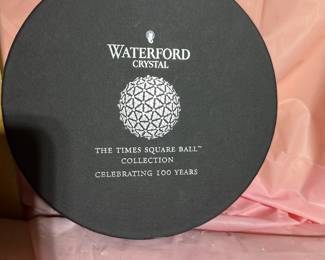 WATERFORD
CRYSTAL
THE TIMES SQUARE BALL™
COLLECTION
CELEBRATING 100 YEARS